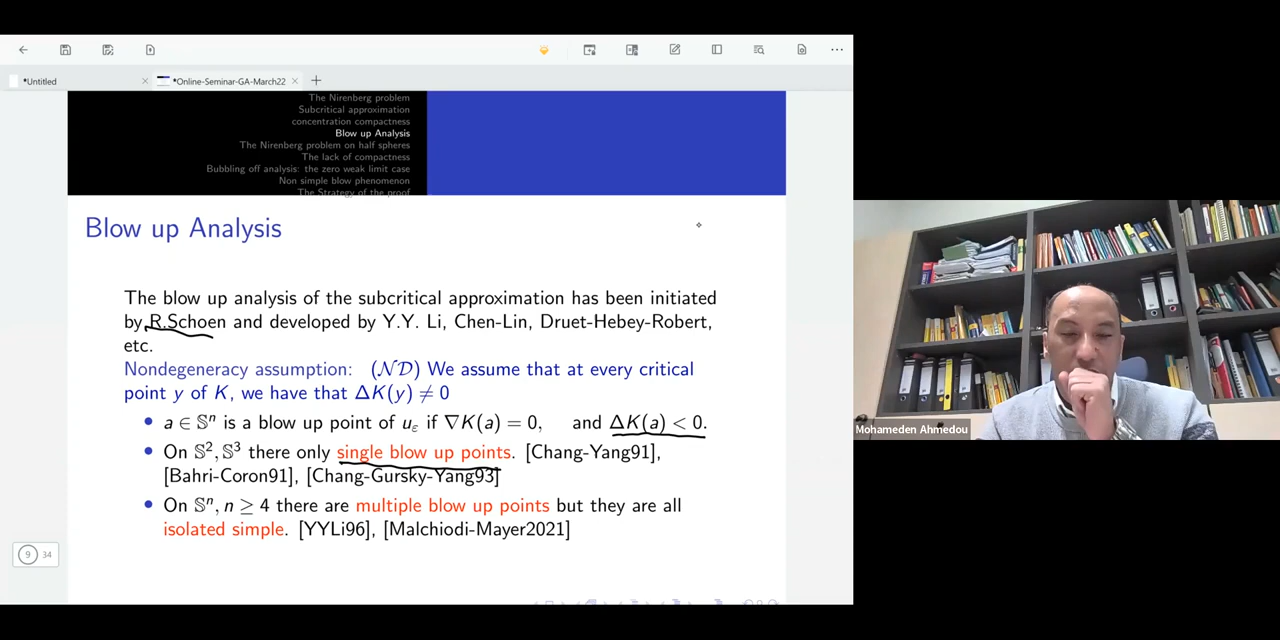 *Untitled
*Online-Seminar-GA-March22
The Nirenberg problem
Subcritical approximation
concentration compactness
Blow up Analysis
The Nirenberg problem on half spheres
The lack of compactness
Bubbling off analysis: the zero weak limit case
Non simple blow phenomenon
The Strategy of the proof
Blow up Analysis
The blow up analysis of the subcritical approximation has been initiated
by R.Schoen and developed by Y.Y. Li, Chen-Lin, Druet-Hebey-Robert,
etc.
Nondegeneracy assumption: (𝒩𝒟) We assume that at every critical
point y of K, we have that ΔK(y) ≠ 0
• a ∈ 𝕊ⁿ is a blow up point of u_ε if ∇K(a) = 0, and ΔK(a) < 0.
• On 𝕊², 𝕊³ there only single blow up points. [Chang-Yang91],
[Bahri-Coron91], [Chang-Gursky-Yang93]
• On 𝕊ⁿ, n ≥ 4 there are multiple blow up points but they are all
isolated simple. [YYLi96], [Malchiodi-Mayer2021]
9 34
Mohameden Ahmedou